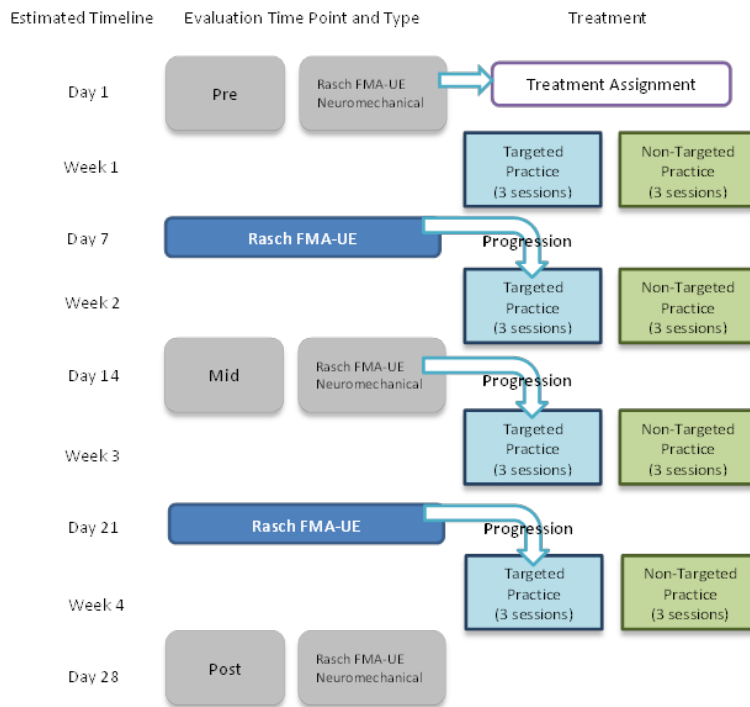 Estimated Timeline Evaluation Time Point and Type Treatment
Day 1
Pre
Rasch FMA-UE
Neuromechanical
Treatment Assignment
Week 1
Targeted
Practice
(3 sessions)
Non-Targeted
Practice
(3 sessions)
Day 7
Rasch FMA-UE
Progression
Week 2
Targeted
Practice
(3 sessions)
Non-Targeted
Practice
(3 sessions)
Day 14
Mid
Rasch FMA-UE
Neuromechanical
Progression
Week 3
Targeted
Practice
(3 sessions)
Non-Targeted
Practice
(3 sessions)
Day 21
Rasch FMA-UE
Progression
Week 4
Targeted
Practice
(3 sessions)
Non-Targeted
Practice
(3 sessions)
Day 28
Post
Rasch FMA-UE
Neuromechanical